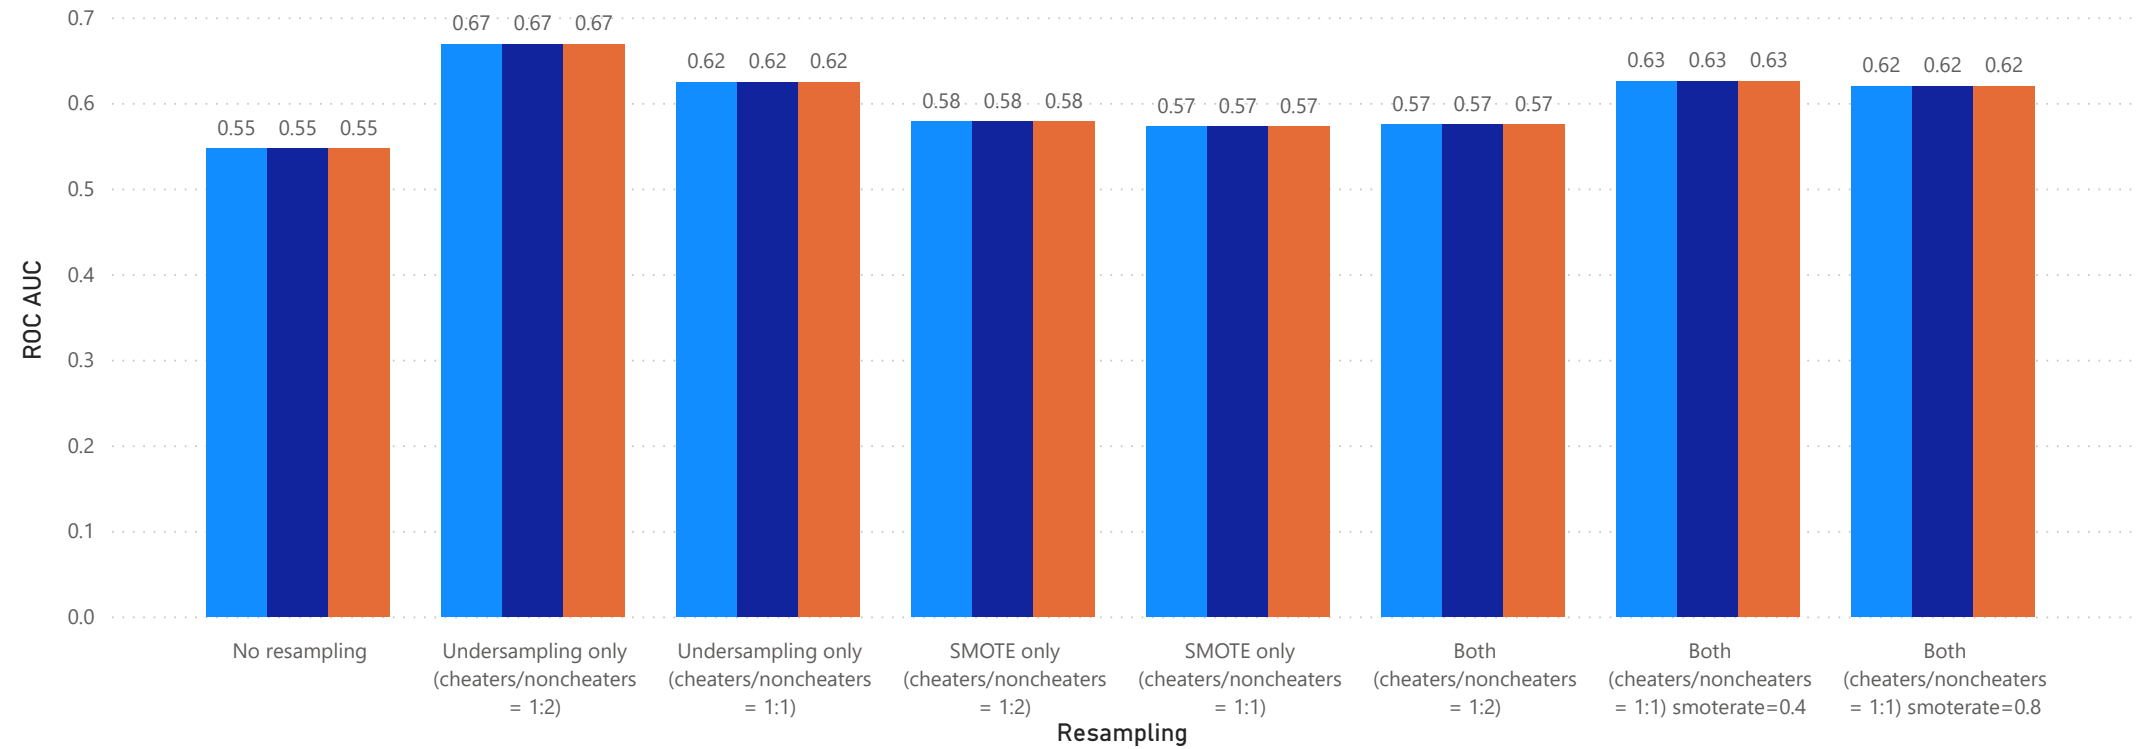 0.7
0.6
0.5
0.4
0.3
0.2
0.1
0.0
ROC AUC
0.55 0.55 0.55
0.67 0.67 0.67
0.62 0.62 0.62
0.58 0.58 0.58
0.57 0.57 0.57
0.57 0.57 0.57
0.63 0.63 0.63
0.62 0.62 0.62
No resampling
Undersampling only
(cheaters/noncheaters
= 1:2)
Undersampling only
(cheaters/noncheaters
= 1:1)
SMOTE only
(cheaters/noncheaters
= 1:2)
SMOTE only
(cheaters/noncheaters
= 1:1)
Both
(cheaters/noncheaters
= 1:2)
Both
(cheaters/noncheaters
= 1:1) smoterate=0.4
Both
(cheaters/noncheaters
= 1:1) smoterate=0.8
Resampling